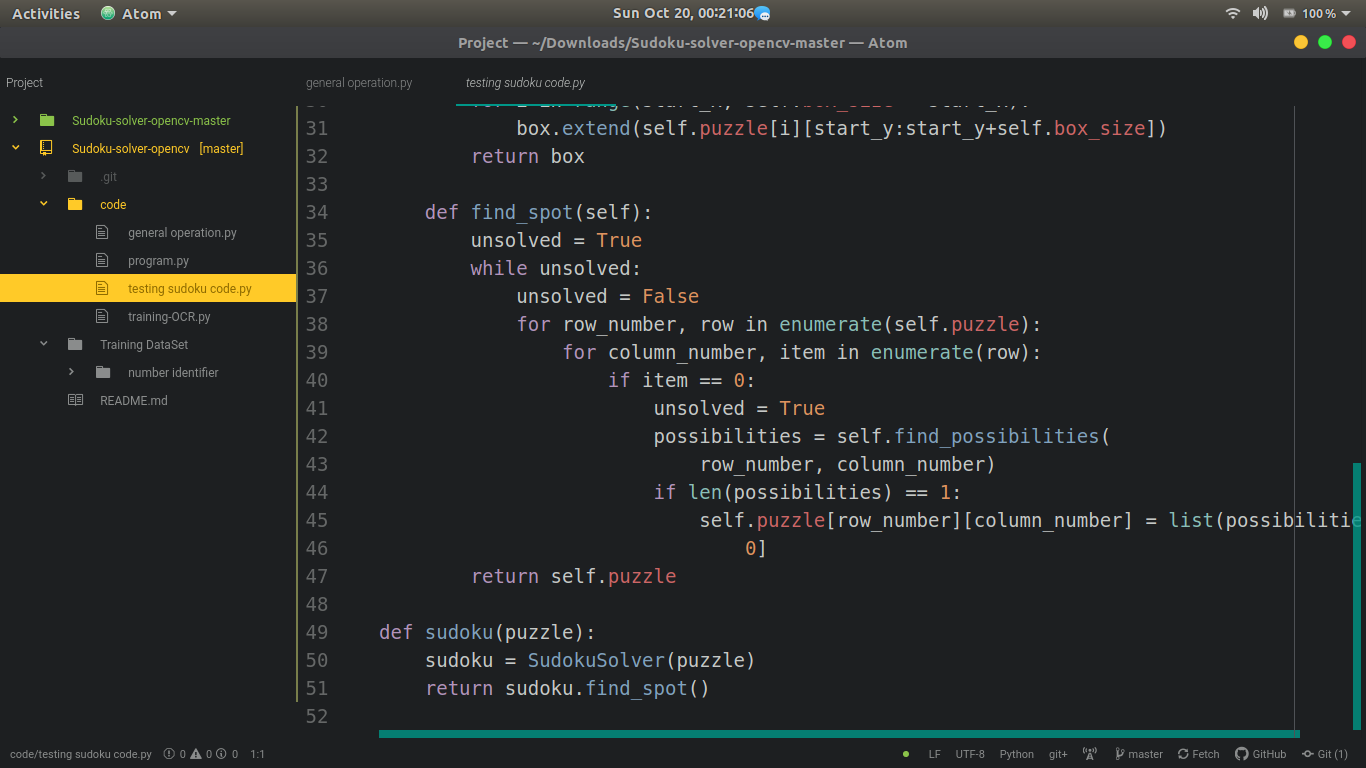 Activities Atom Sun Oct 20, 00:21:06 100 %
Project — ~/Downloads/Sudoku-solver-opencv-master — Atom
Project
general operation.py testing sudoku code.py
Sudoku-solver-opencv-master
Sudoku-solver-opencv [master]
.git
code
general operation.py
program.py
testing sudoku code.py
training-OCR.py
Training DataSet
number identifier
README.md
31 box.extend(self.puzzle[i][start_y:start_y+self.box_size])
32 return box
33
34 def find_spot(self):
35 unsolved = True
36 while unsolved:
37 unsolved = False
38 for row_number, row in enumerate(self.puzzle):
39 for column_number, item in enumerate(row):
40 if item == 0:
41 unsolved = True
42 possibilities = self.find_possibilities(
43 row_number, column_number)
44 if len(possibilities) == 1:
45 self.puzzle[row_number][column_number] = list(possibilitie
46 0]
47 return self.puzzle
48
49 def sudoku(puzzle):
50 sudoku = SudokuSolver(puzzle)
51 return sudoku.find_spot()
52
code/testing sudoku code.py 0 0 0 1:1 LF UTF-8 Python git+ master Fetch GitHub Git (1)